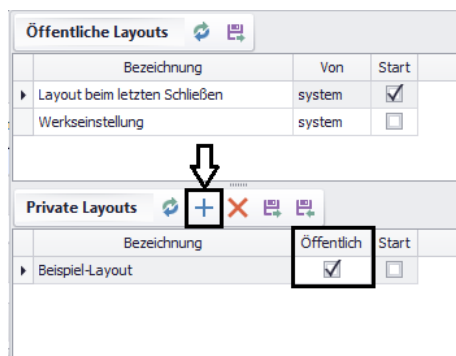 Öffentliche Layouts
Bezeichnung Von Start
Layout beim letzten Schließen system
Werkseinstellung system
Private Layouts
Bezeichnung Öffentlich Start
Beispiel-Layout